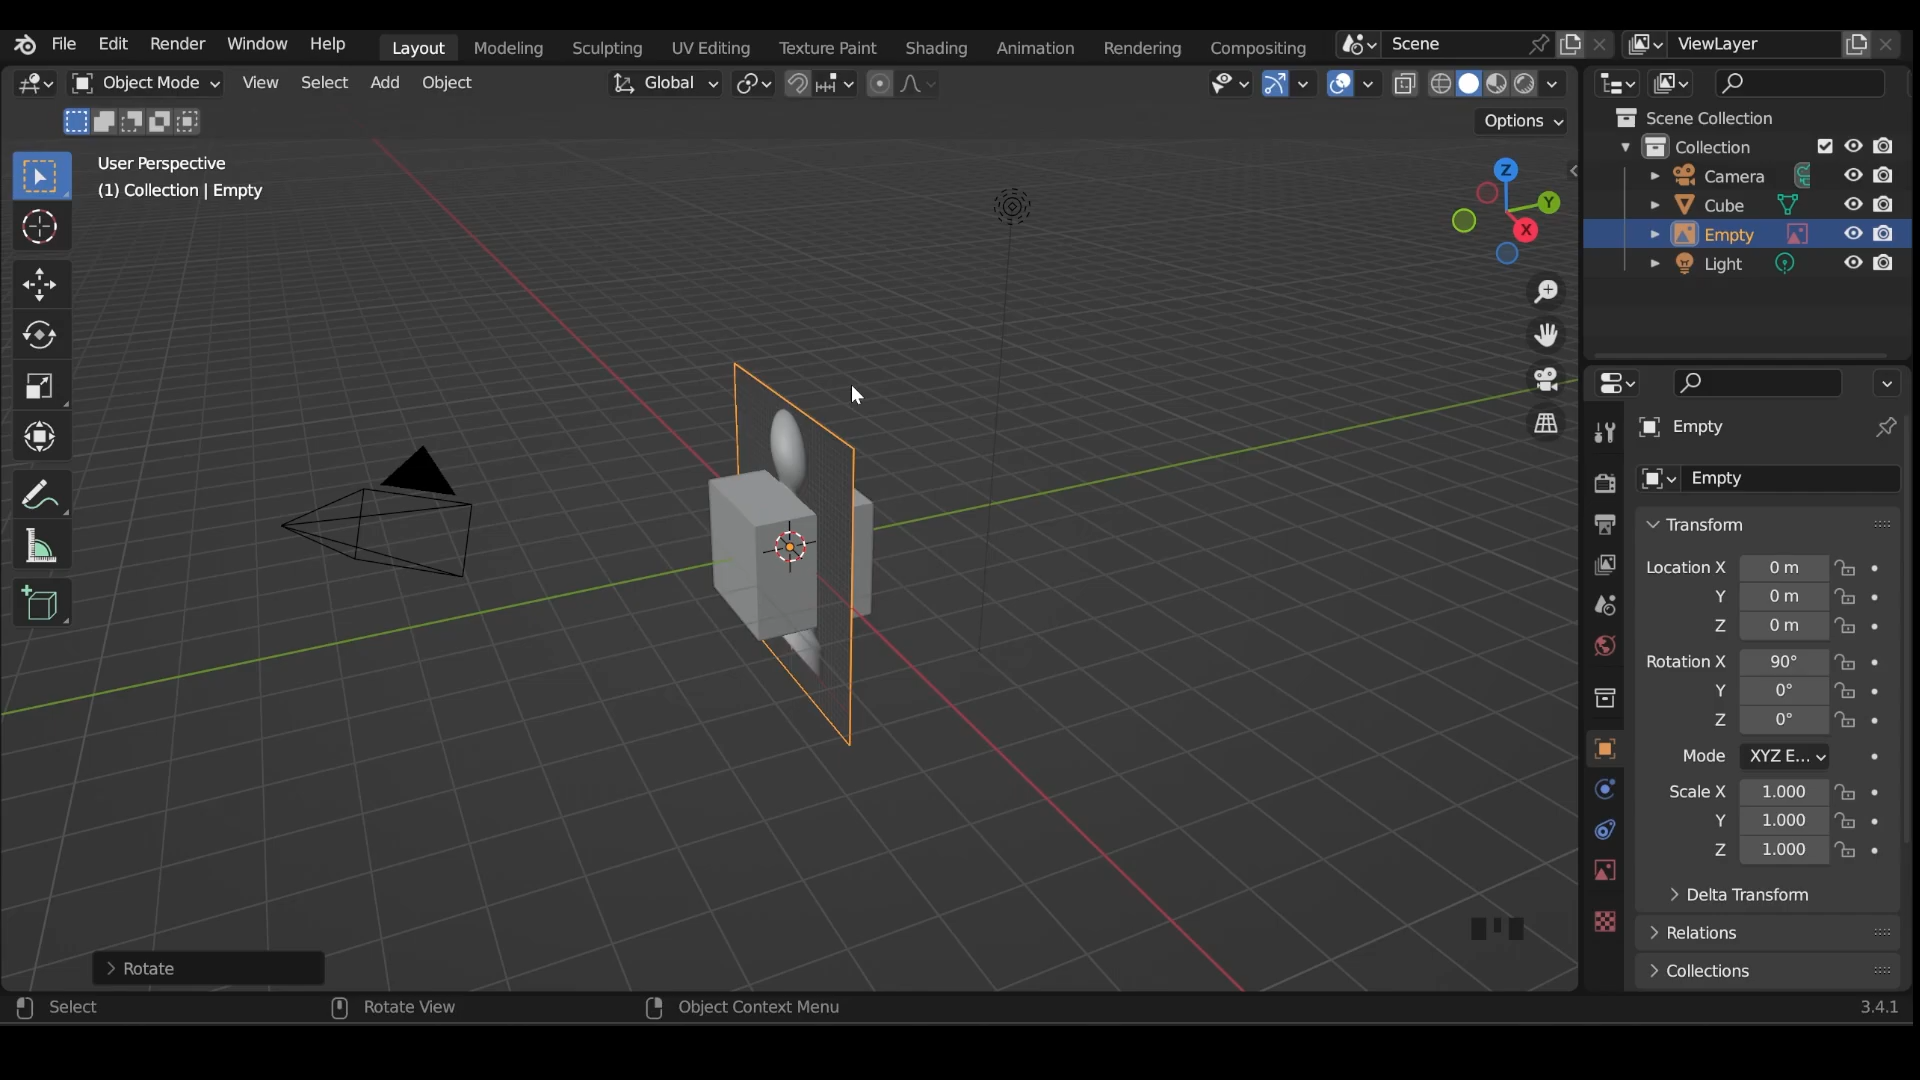 File Edit Render Window Help Layout Modeling Sculpting UV Editing Texture Paint Shading Animation Rendering Compositing Scene ViewLayer
Object Mode View Select Add Object Global
Options
User Perspective
(1) Collection | Empty
Z
Y
X
Rotate
Scene Collection
Collection
Camera
Cube
Empty
Light
Empty
Empty
Transform
Location X 0 m
Y 0 m
Z 0 m
Rotation X 90°
Y 0°
Z 0°
Mode XYZ E...
Scale X 1.000
Y 1.000
Z 1.000
Delta Transform
Relations
Collections
Select Rotate View Object Context Menu 3.4.1